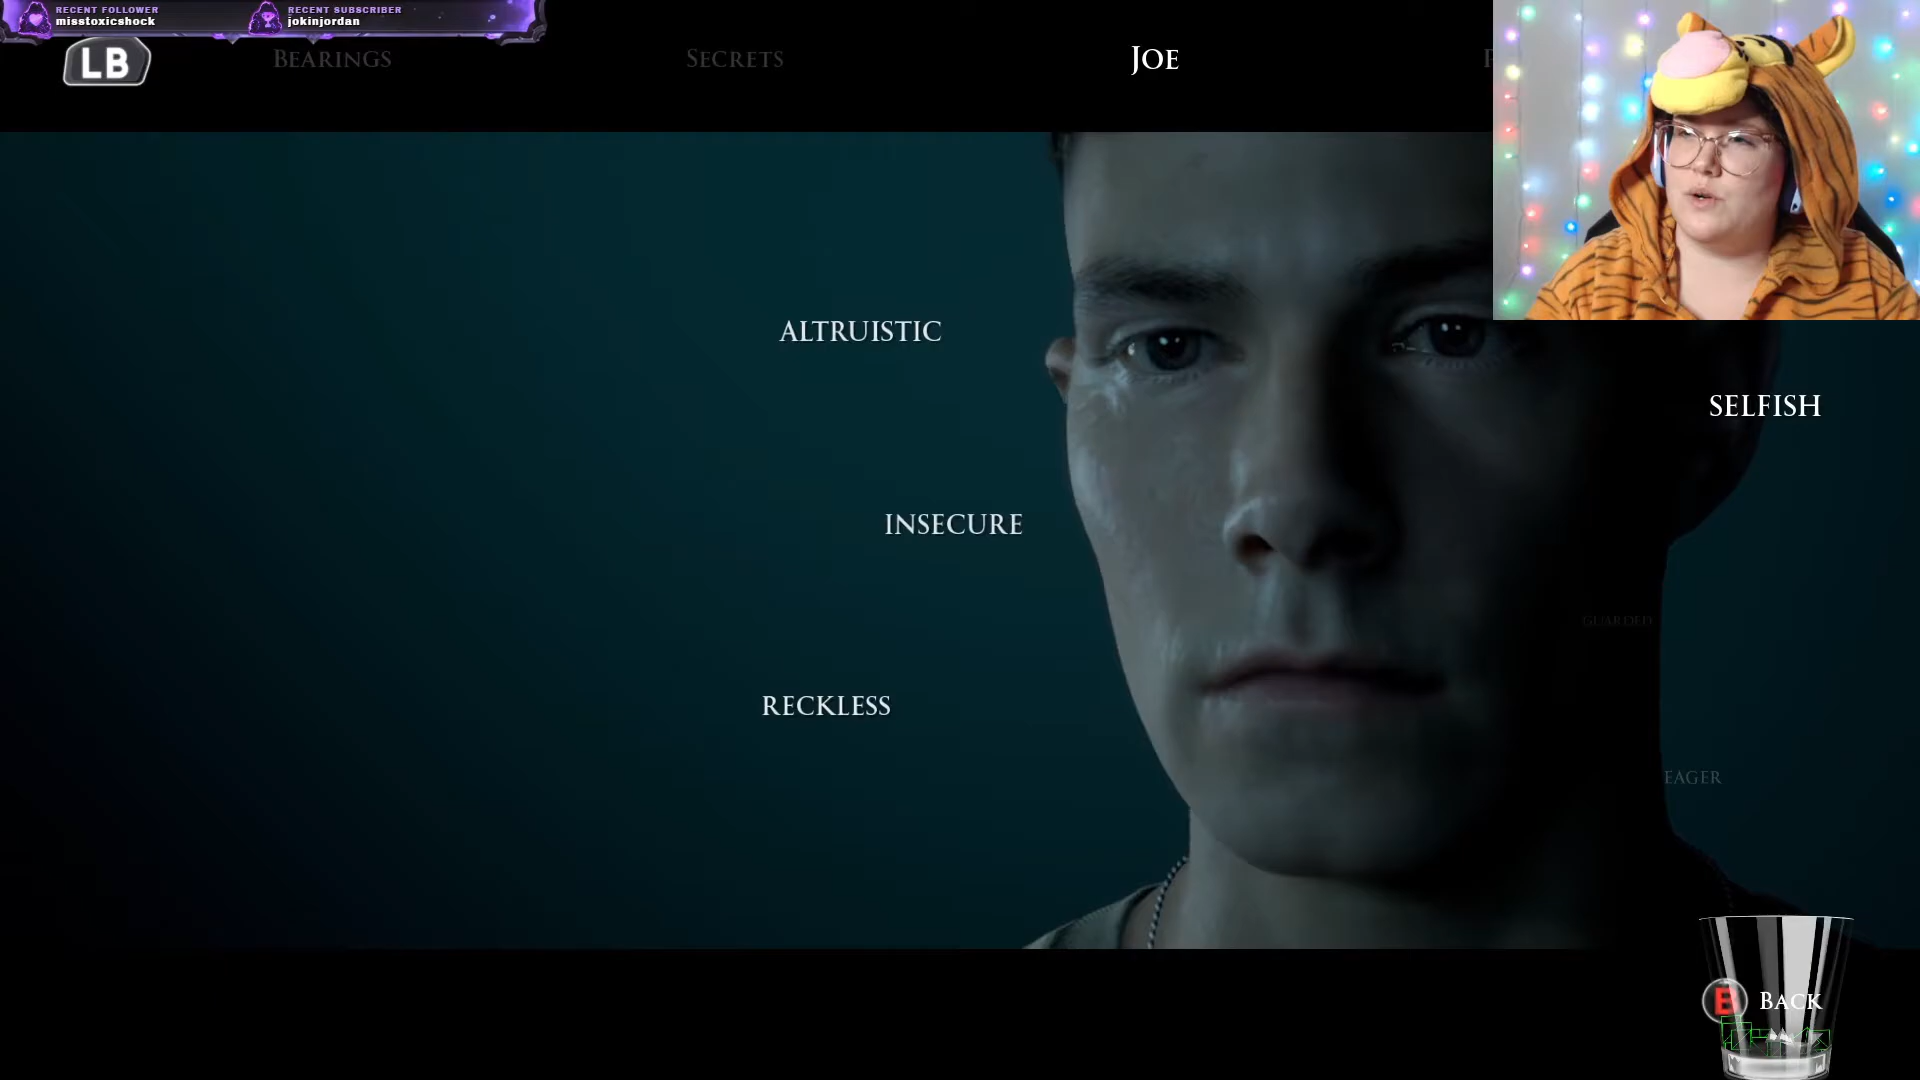 RECENT FOLLOWER
misstoxicshock
RECENT SUBSCRIBER
jokinjordan
LB
BEARINGS
SECRETS
JOE
ALTRUISTIC
SELFISH
INSECURE
GUARDED
RECKLESS
EAGER
B BACK